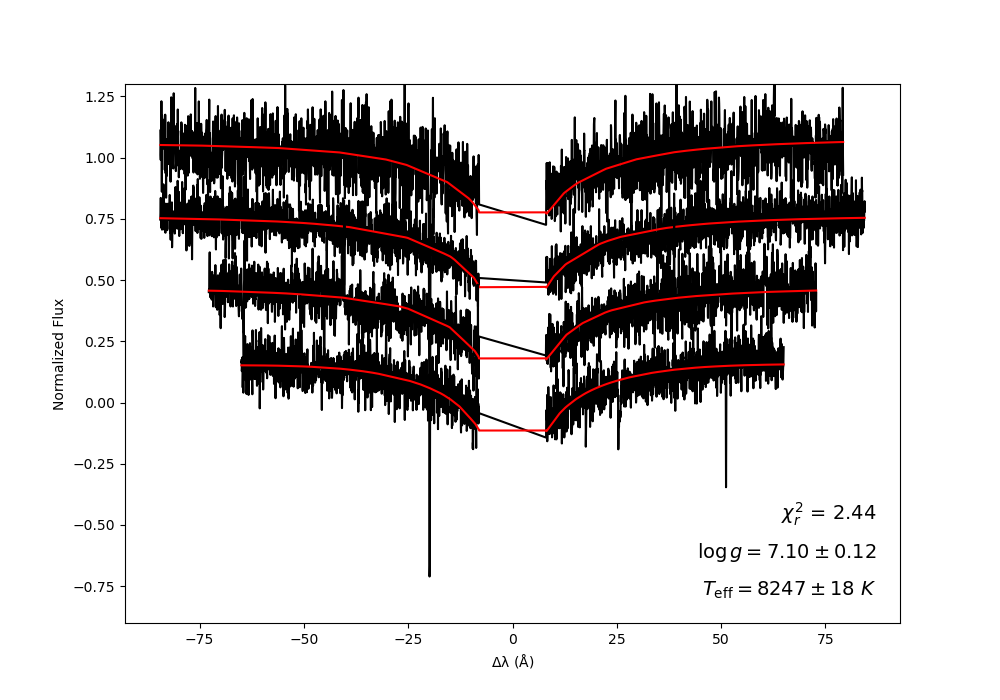 1.25
1.00
0.75
0.50
0.25
0.00
−0.25
−0.50
−0.75
Normalized Flux
χ²ᵣ = 2.44
log g = 7.10 ± 0.12
T_eff = 8247 ± 18 K
−75 −50 −25 0 25 50 75
Δλ (Å)